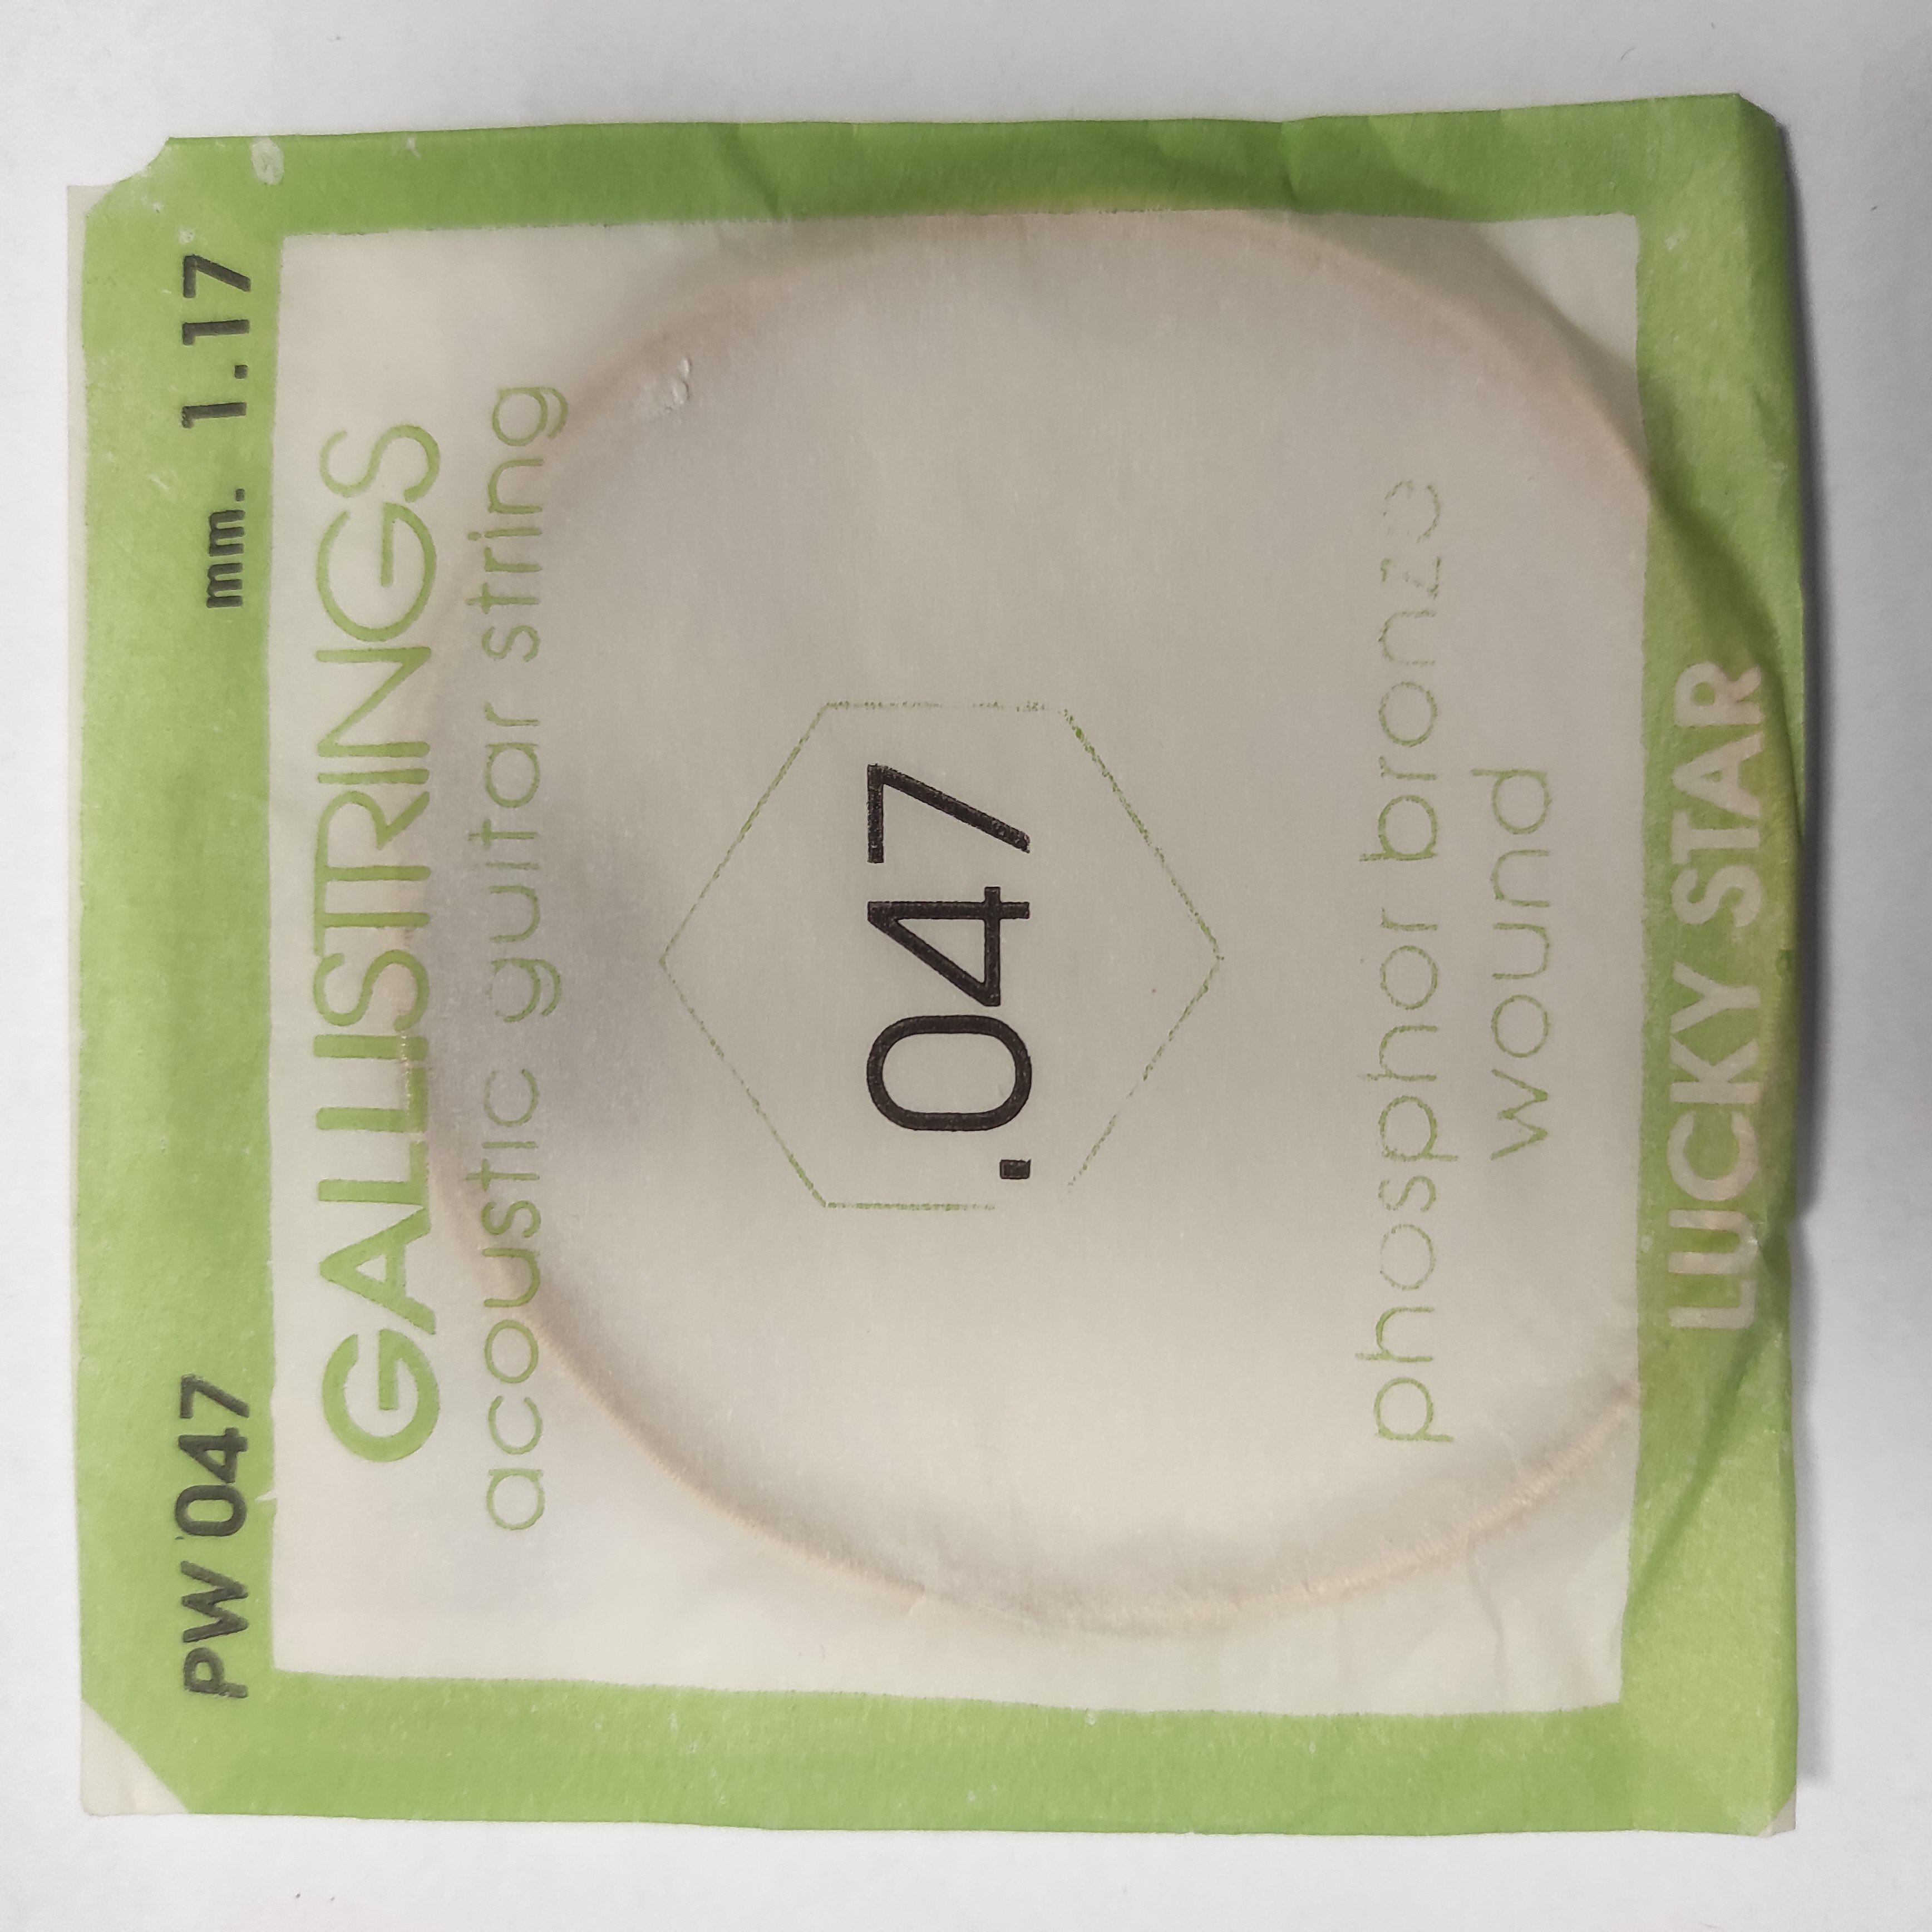 PW 047 mm. 1.17
GALLISTRINGS
acoustic guitar string
.047
phosphor bronze
wound
LUCKY STAR